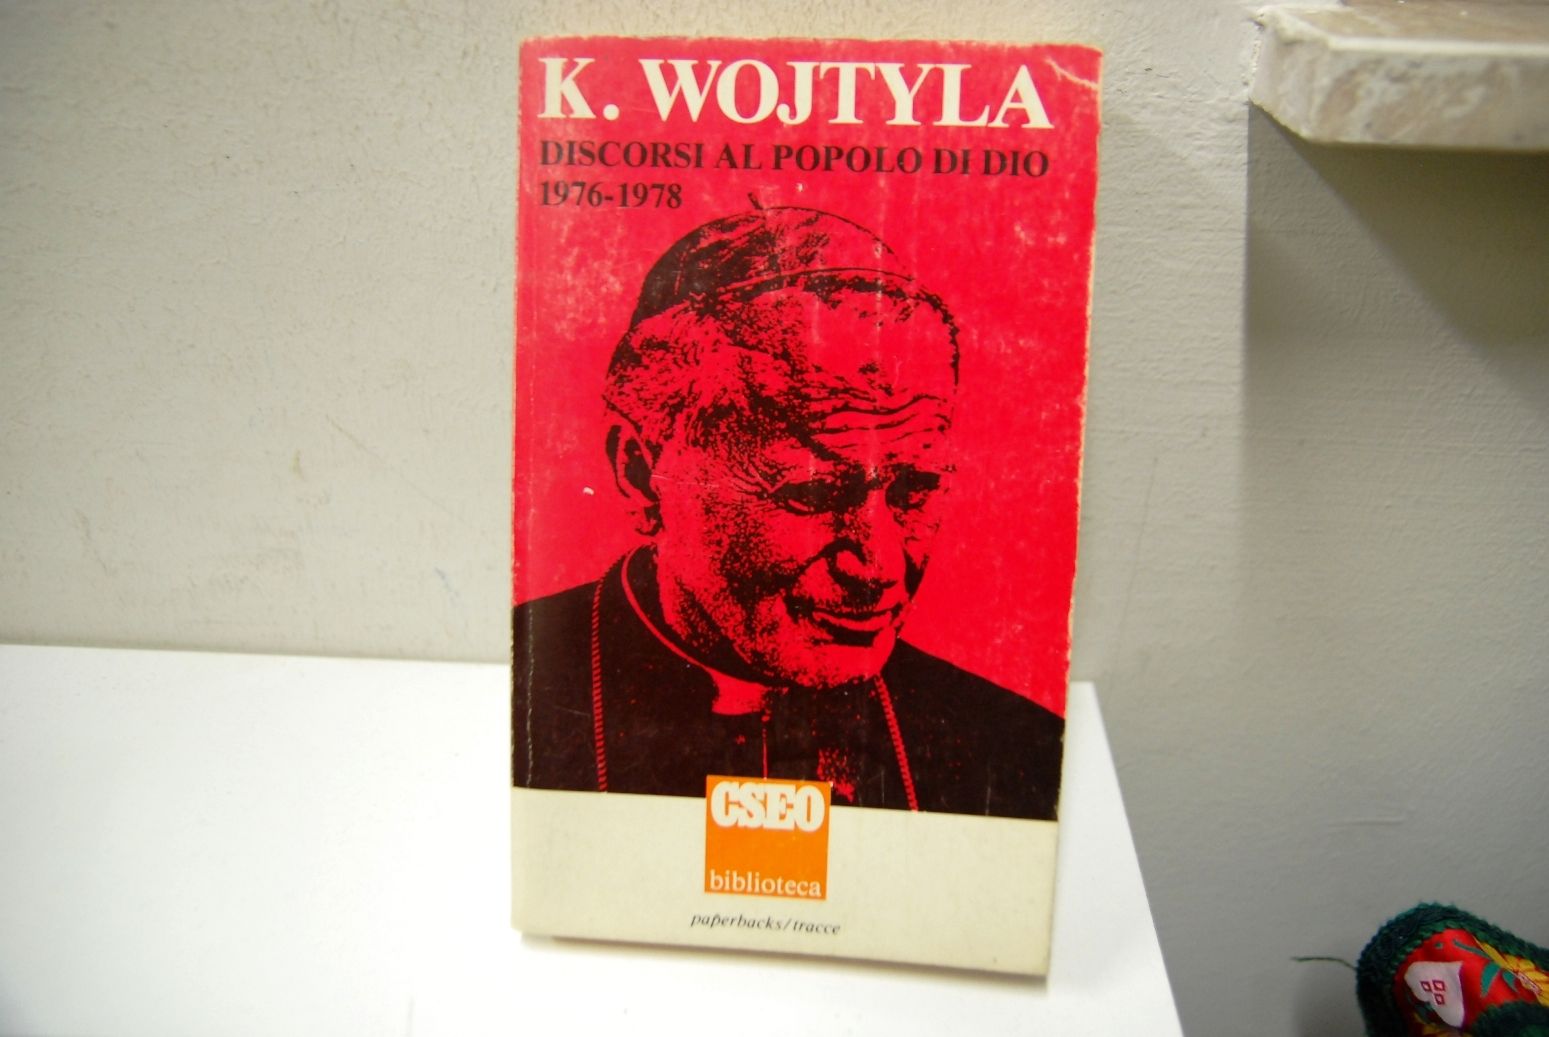 K. WOJTYLA
DISCORSI AL POPOLO DI DIO
1976-1978
CSEO
biblioteca
paperbacks/tracce